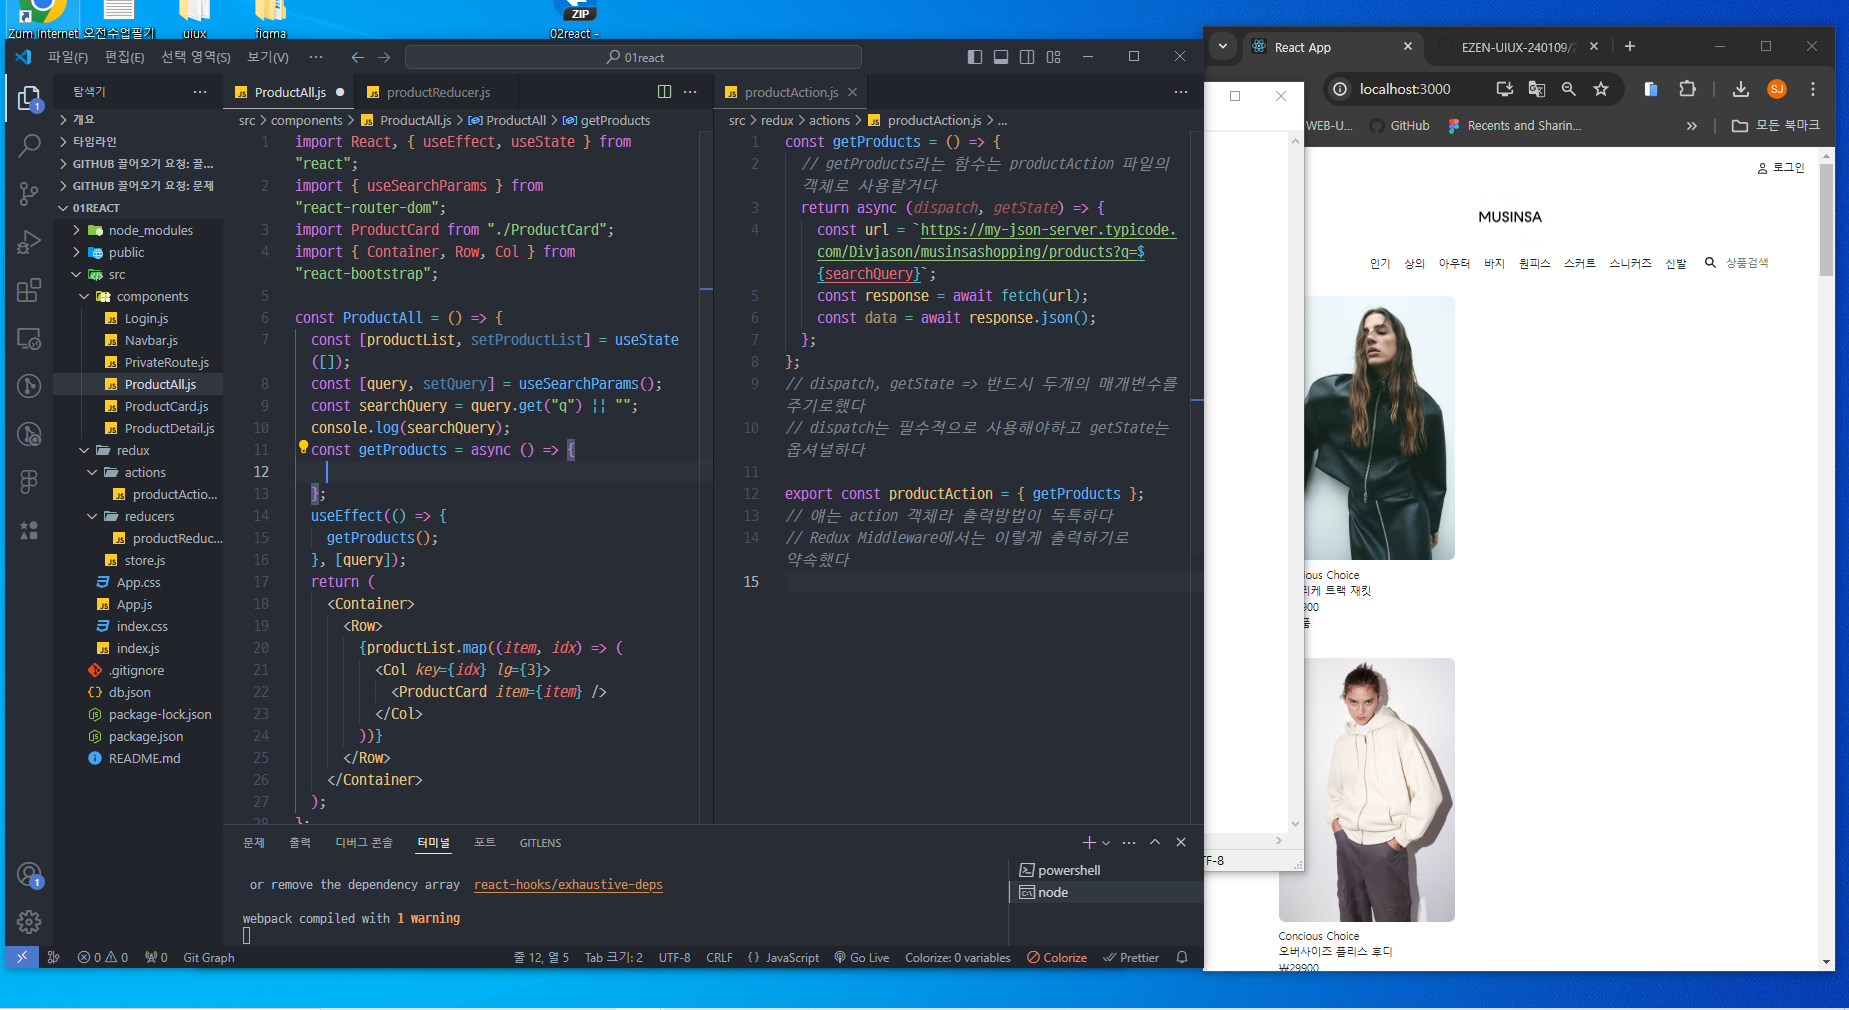 Zum Internet
오전수업필기
uiux
figma
ZIP
02react -
파일(F)
편집(E)
선택 영역(S)
보기(V)
···
01react
탐색기
개요
타임라인
GITHUB 끌어오기 요청: 끌...
GITHUB 끌어오기 요청: 문제
01REACT
node_modules
public
src
components
Login.js
Navbar.js
PrivateRoute.js
ProductAll.js
ProductCard.js
ProductDetail.js
redux
actions
productActio...
reducers
productReduc...
store.js
App.css
App.js
index.css
index.js
.gitignore
db.json
package-lock.json
package.json
README.md
1
1
ProductAll.js
productReducer.js
src > components > ProductAll.js > ProductAll > getProducts
1 import React, { useEffect, useState } from
"react";
2 import { useSearchParams } from
"react-router-dom";
3 import ProductCard from "./ProductCard";
4 import { Container, Row, Col } from
"react-bootstrap";
5
6 const ProductAll = () => {
7 const [productList, setProductList] = useState
([]);
8 const [query, setQuery] = useSearchParams();
9 const searchQuery = query.get("q") || "";
10 console.log(searchQuery);
11 const getProducts = async () => {
12
13 };
14 useEffect(() => {
15 getProducts();
16 }, [query]);
17 return (
18 <Container>
19 <Row>
20 {productList.map((item, idx) => (
21 <Col key={idx} lg={3}>
22 <ProductCard item={item} />
23 </Col>
24 ))}
25 </Row>
26 </Container>
27 );
28 };
productAction.js
src > redux > actions > productAction.js > ...
1 const getProducts = () => {
2 // getProducts라는 함수는 productAction 파일의
객체로 사용할거다
3 return async (dispatch, getState) => {
4 const url = `https://my-json-server.typicode.
com/Divjason/musinsashopping/products?q=$
{searchQuery}`;
5 const response = await fetch(url);
6 const data = await response.json();
7 };
8 };
9 // dispatch, getState => 반드시 두개의 매개변수를
주기로했다
10 // dispatch는 필수적으로 사용해야하고 getState는
옵셔널하다
11
12 export const productAction = { getProducts };
13 // 얘는 action 객체라 출력방법이 독특하다
14 // Redux Middleware에서는 이렇게 출력하기로
약속했다
15
문제
출력
디버그 콘솔
터미널
포트
GITLENS
or remove the dependency array react-hooks/exhaustive-deps
webpack compiled with 1 warning
powershell
node
0 0
0
Git Graph
줄 12, 열 5
Tab 크기: 2
UTF-8
CRLF
{ } JavaScript
Go Live
Colorize: 0 variables
Colorize
Prettier
TF-8
React App
EZEN-UIUX-240109/2
localhost:3000
SJ
WEB-U...
GitHub
Recents and Sharin...
모든 북마크
로그인
MUSINSA
인기
상의
아우터
바지
원피스
스커트
스니커즈
신발
상품검색
ious Choice
리케 트랙 재킷
900
Concious Choice
오버사이즈 플리스 후디
₩29900